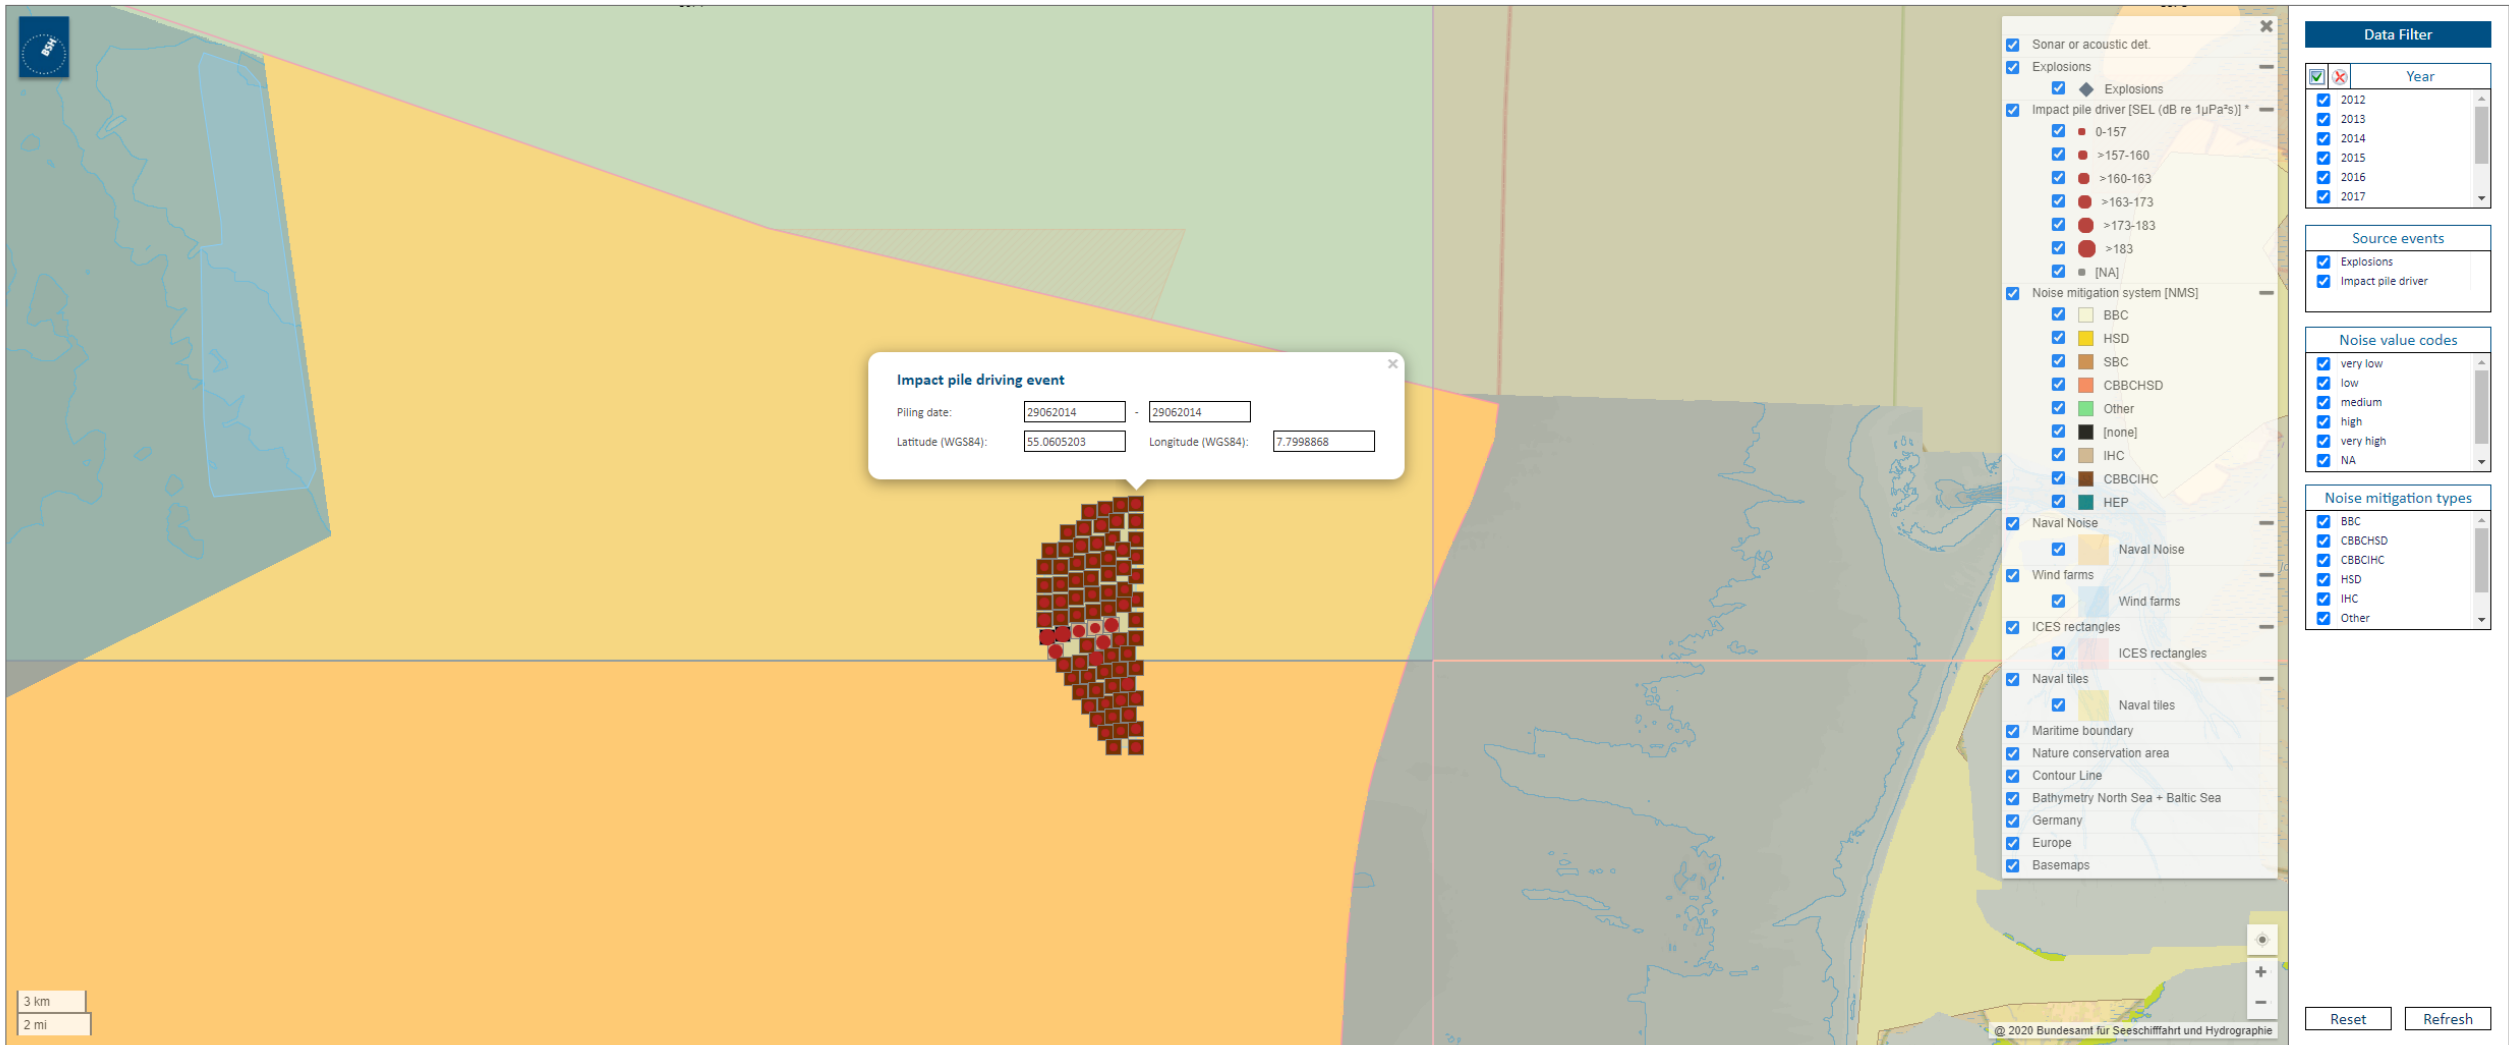 BSH
Sonar or acoustic det.
Explosions
Explosions
Impact pile driver [SEL (dB re 1µPa²s)] *
0-157
>157-160
>160-163
>163-173
>173-183
>183
[NA]
Noise mitigation system [NMS]
BBC
HSD
SBC
CBBCHSD
Other
[none]
IHC
CBBCIHC
HEP
Naval Noise
Naval Noise
Wind farms
Wind farms
ICES rectangles
ICES rectangles
Naval tiles
Naval tiles
Maritime boundary
Nature conservation area
Contour Line
Bathymetry North Sea + Baltic Sea
Germany
Europe
Basemaps
Impact pile driving event
Piling date: 29062014 - 29062014
Latitude (WGS84): 55.0605203 Longitude (WGS84): 7.7998868
3 km
2 mi
@ 2020 Bundesamt für Seeschifffahrt und Hydrographie
Data Filter
Year
2012
2013
2014
2015
2016
2017
Source events
Explosions
Impact pile driver
Noise value codes
very low
low
medium
high
very high
NA
Noise mitigation types
BBC
CBBCHSD
CBBCIHC
HSD
IHC
Other
Reset Refresh